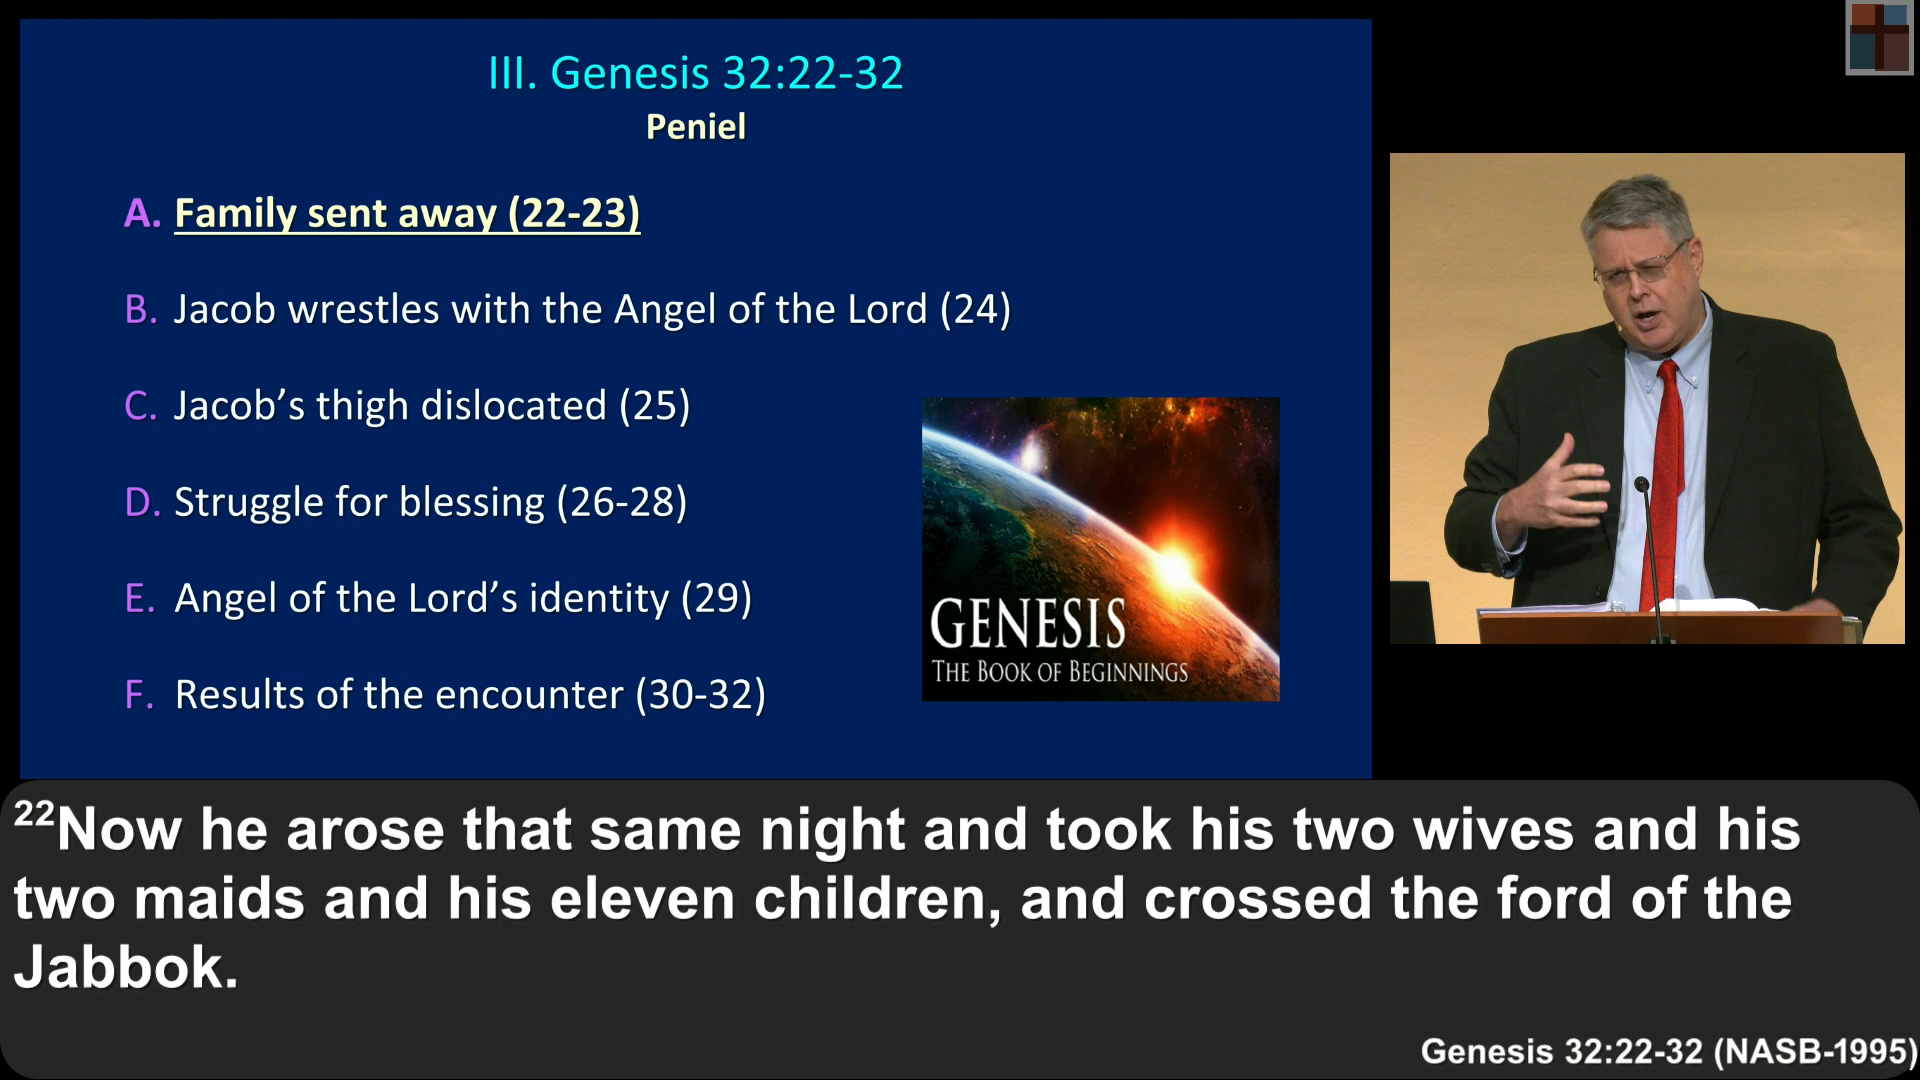 III. Genesis 32:22-32
Peniel
A. Family sent away (22-23)
B. Jacob wrestles with the Angel of the Lord (24)
C. Jacob’s thigh dislocated (25)
D. Struggle for blessing (26-28)
E. Angel of the Lord’s identity (29)
F. Results of the encounter (30-32)
GENESIS
THE BOOK OF BEGINNINGS
22Now he arose that same night and took his two wives and his
two maids and his eleven children, and crossed the ford of the
Jabbok.
Genesis 32:22-32 (NASB-1995)